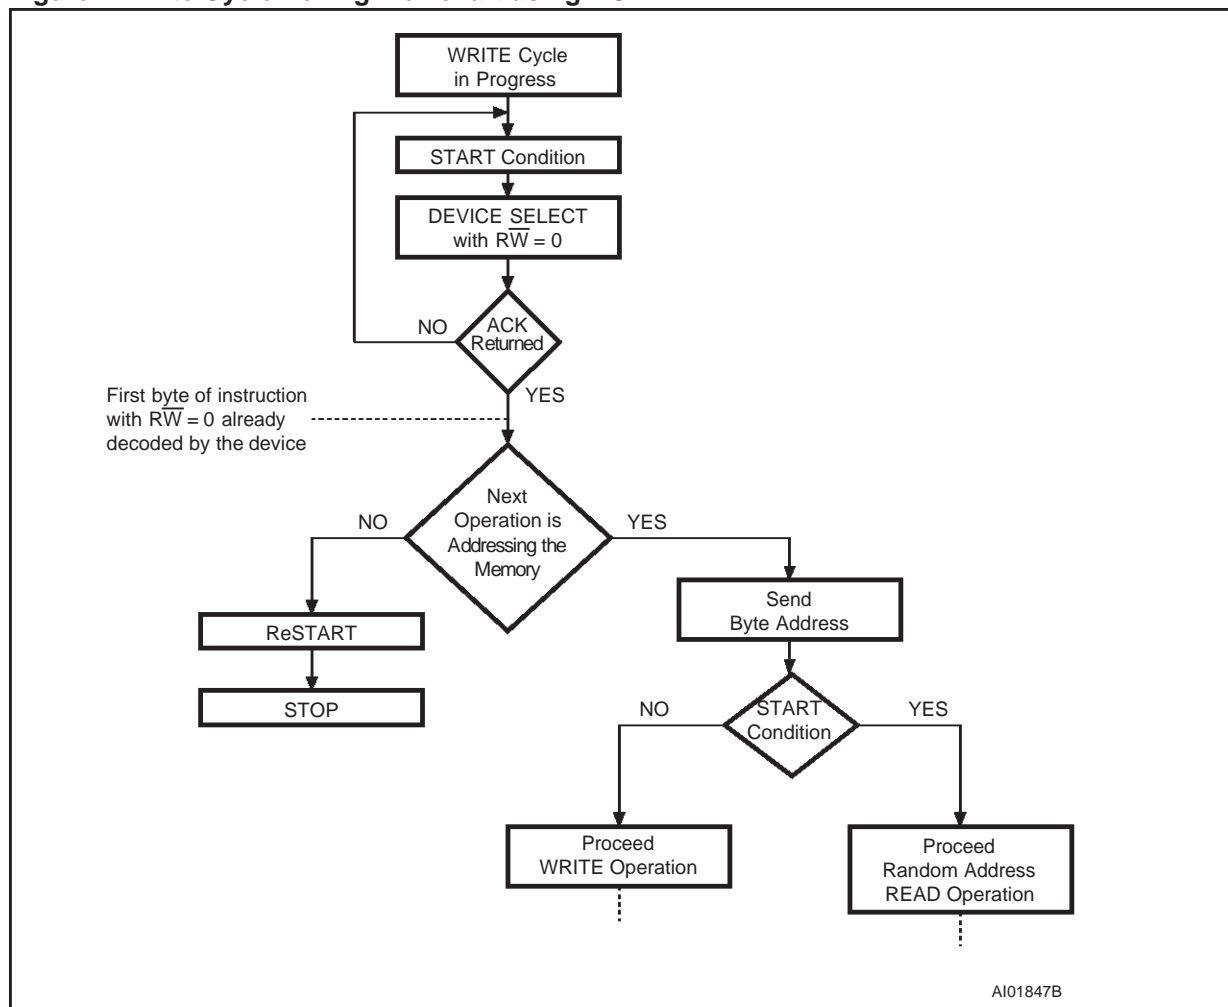 WRITE Cycle
in Progress
START Condition
DEVICE SELECT
with RW̅ = 0
ACK
Returned
NO
YES
First byte of instruction
with RW̅ = 0 already
decoded by the device
Next
Operation is
Addressing the
Memory
NO
YES
ReSTART
STOP
Send
Byte Address
START
Condition
NO
YES
Proceed
WRITE Operation
Proceed
Random Address
READ Operation
AI01847B